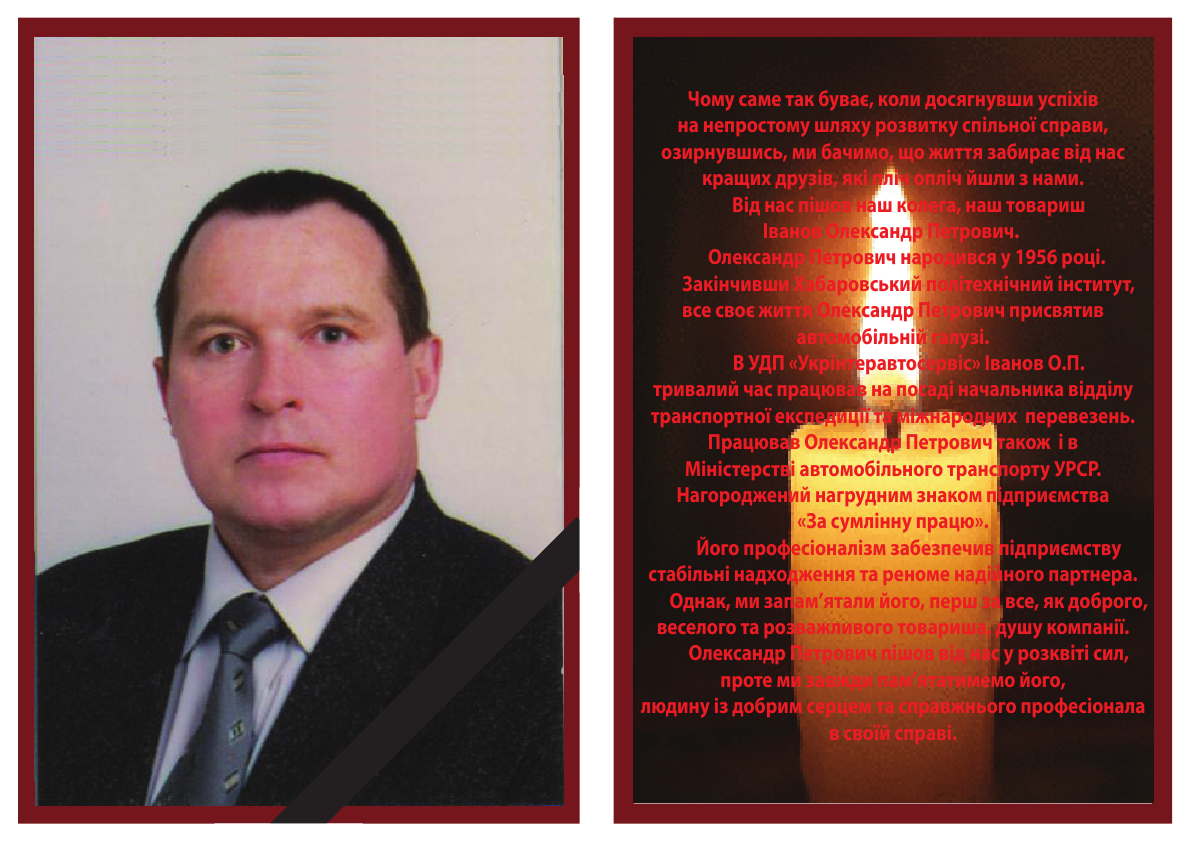 Чому саме так буває, коли досягнувши успіхів
на непростому шляху розвитку спільної справи,
озирнувшись, ми бачимо, що життя забирає від нас
кращих друзів, які пліч опліч йшли з нами.
Від нас пішов наш колега, наш товариш
Іванов Олександр Петрович.
Олександр Петрович народився у 1956 році.
Закінчивши Хабаровський політехнічний інститут,
все своє життя Олександр Петрович присвятив
автомобільній галузі.
В УДП «Укрінтеравтосервіс» Іванов О.П.
тривалий час працював на посаді начальника відділу
транспортної експедиції та міжнародних перевезень.
Працював Олександр Петрович також і в
Міністерстві автомобільного транспорту УРСР.
Нагороджений нагрудним знаком підприємства
«За сумлінну працю».
Його професіоналізм забезпечив підприємству
стабільні надходження та реноме надійного партнера.
Однак, ми запам’ятали його, перш за все, як доброго,
веселого та розважливого товариша, душу компанії.
Олександр Петрович пішов від нас у розквіті сил,
проте ми завжди пам’ятатимемо його,
людину із добрим серцем та справжнього професіонала
в своїй справі.